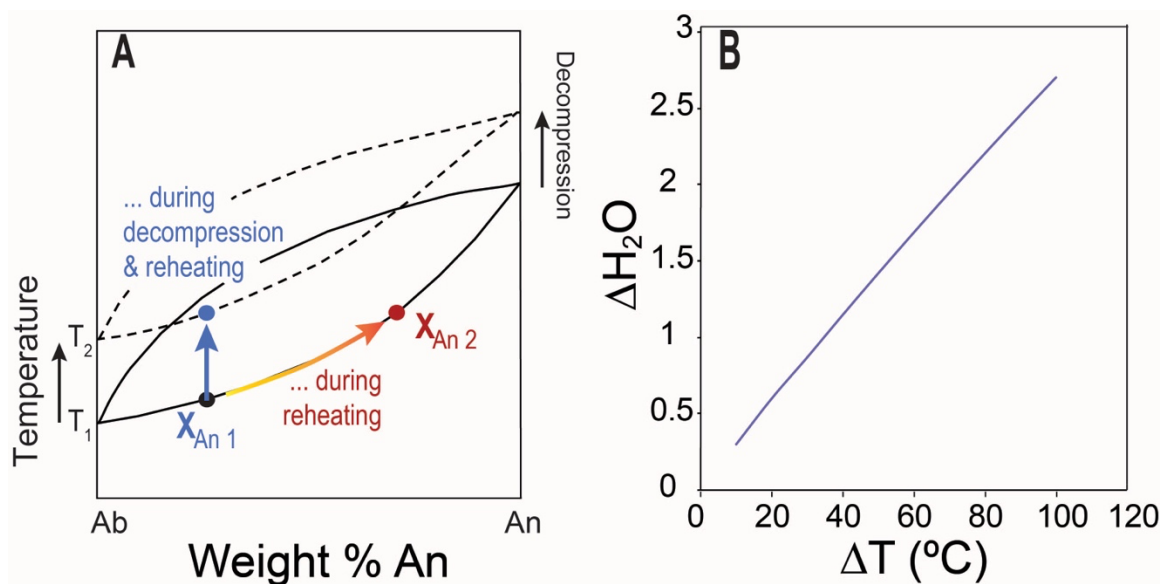 A
Decompression
... during
decompression
& reheating
Temperature
T2
T1
XAn 1
XAn 2
... during
reheating
Ab
An
Weight % An
B
ΔH2O
3
2.5
2
1.5
1
0.5
0
0
20
40
60
80
100
120
ΔT (ºC)